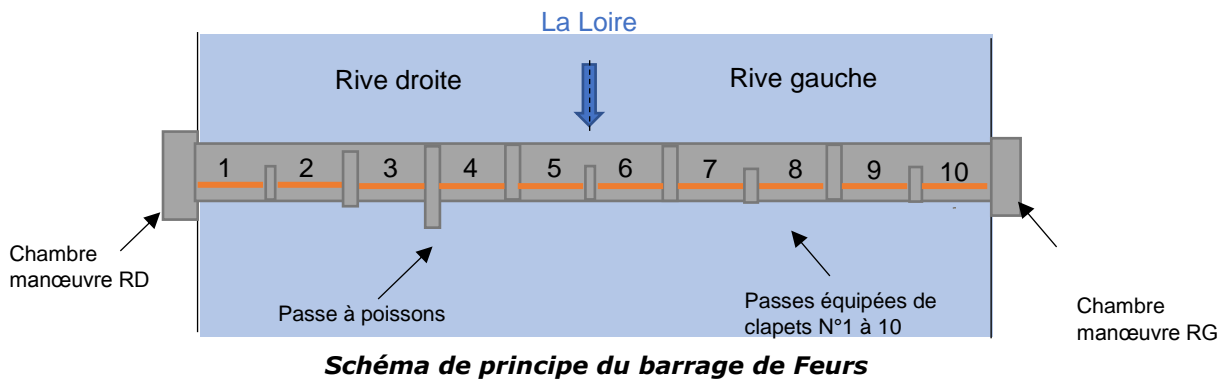 La Loire
Rive droite
Rive gauche
1 2 3 4 5 6 7 8 9 10
Chambre
manœuvre RD
Passe à poissons
Passes équipées de
clapets N°1 à 10
Chambre
manœuvre RG
Schéma de principe du barrage de Feurs